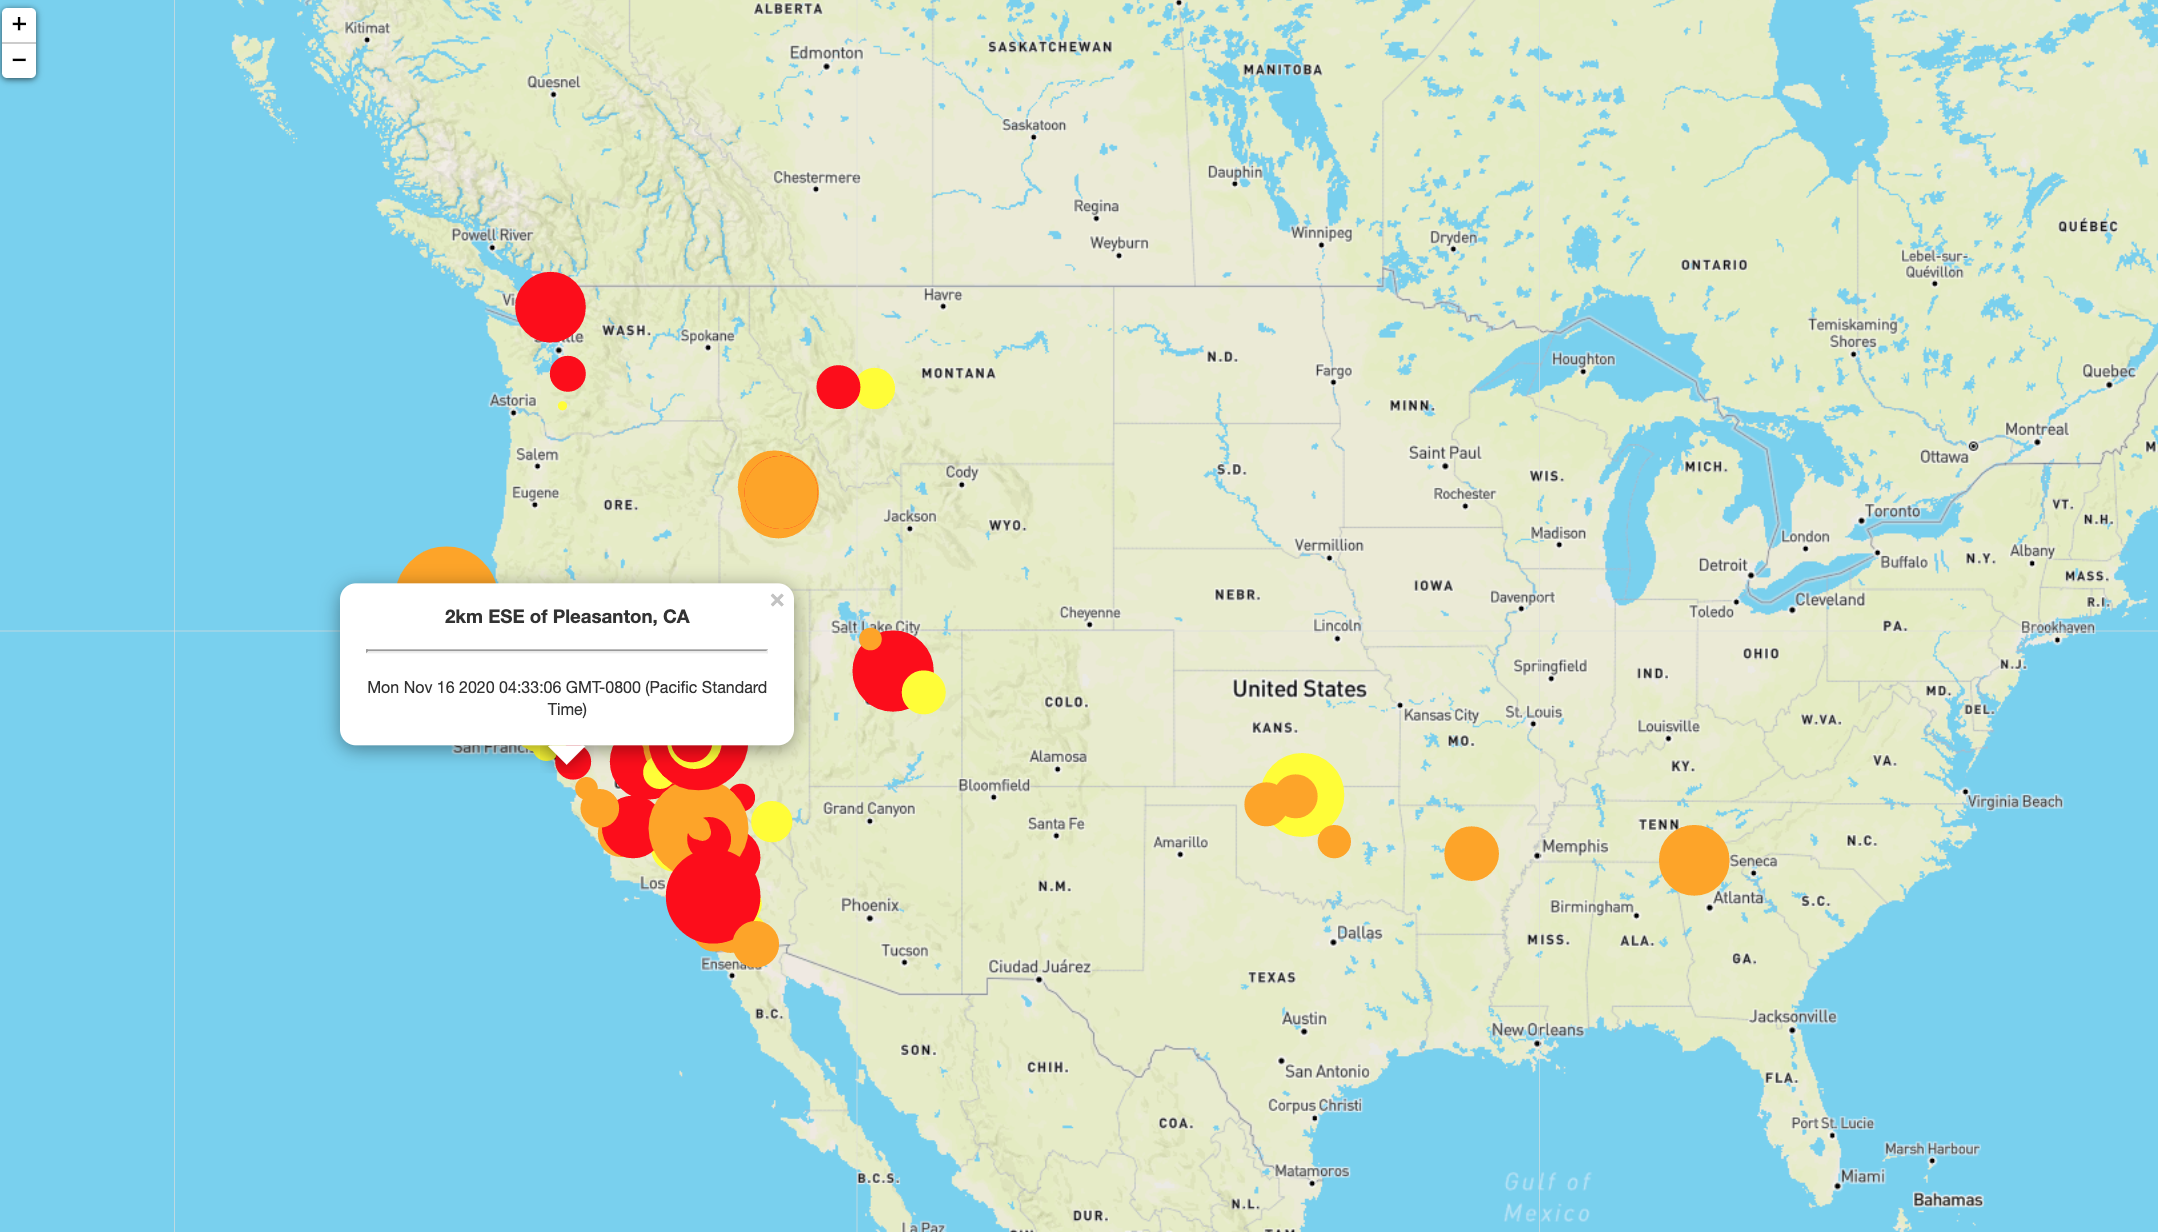 +
−
ALBERTA
Kitimat
Edmonton
SASKATCHEWAN
MANITOBA
Quesnel
Saskatoon
Dauphin
Chestermere
Regina
QUÉBEC
Powell River
Weyburn
Winnipeg
Dryden
Lebel-sur-
Quévillon
ONTARIO
Havre
WASH.
Spokane
Temiskaming
Shores
N.D.
Houghton
MONTANA
Fargo
Quebec
Astoria
MINN.
Montreal
Salem
Saint Paul
Ottawa
MICH.
Cody
S.D.
WIS.
Eugene
Rochester
ORE.
VT.
Jackson
WYO.
Toronto
N.H.
Madison
London
Vermillion
Buffalo
N.Y.
Albany
Detroit
MASS.
IOWA
NEBR.
Davenport
Cleveland
R.I.
Toledo
Cheyenne
2km ESE of Pleasanton, CA
×
Mon Nov 16 2020 04:33:06 GMT-0800 (Pacific Standard
Time)
Salt Lake City
Lincoln
PA.
Brookhaven
OHIO
Springfield
N.J.
IND.
United States
MD.
COLO.
DEL.
Kansas City
St. Louis
W.VA.
KANS.
Louisville
MO.
San Francis
Alamosa
VA.
KY.
Bloomfield
Grand Canyon
Virginia Beach
Santa Fe
TENN
Amarillo
Memphis
N.C.
Seneca
Los
N.M.
Atlanta
S.C.
Phoenix
Birmingham
Dallas
MISS.
ALA.
Tucson
GA.
Ensenada
Ciudad Juárez
TEXAS
B.C.
Austin
Jacksonville
New Orleans
SON.
CHIH.
San Antonio
FLA.
Corpus Christi
COA.
Port St. Lucie
Marsh Harbour
Matamoros
B.C.S.
Miami
Gulf of
Mexico
Bahamas
N.L.
DUR.
La Paz